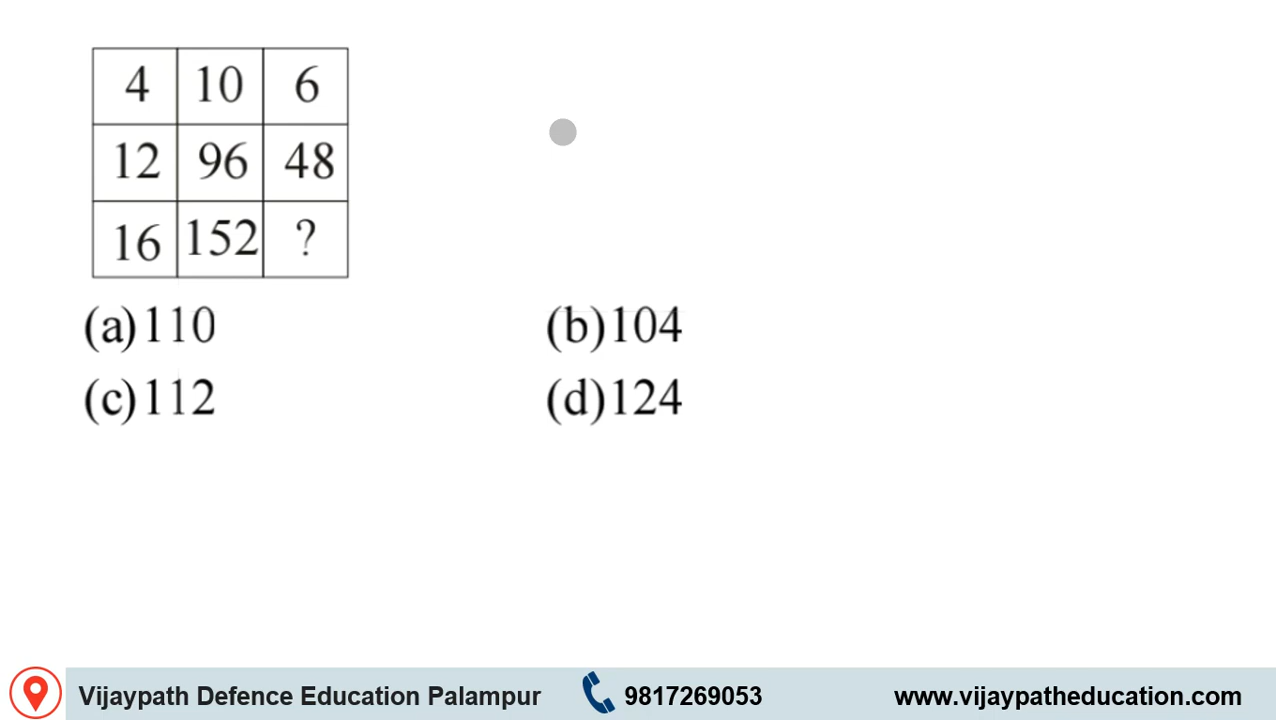 4 10 6
12 96 48
16 152 ?
(a)110 (b)104
(c)112 (d)124
Vijaypath Defence Education Palampur 9817269053 www.vijaypatheducation.com